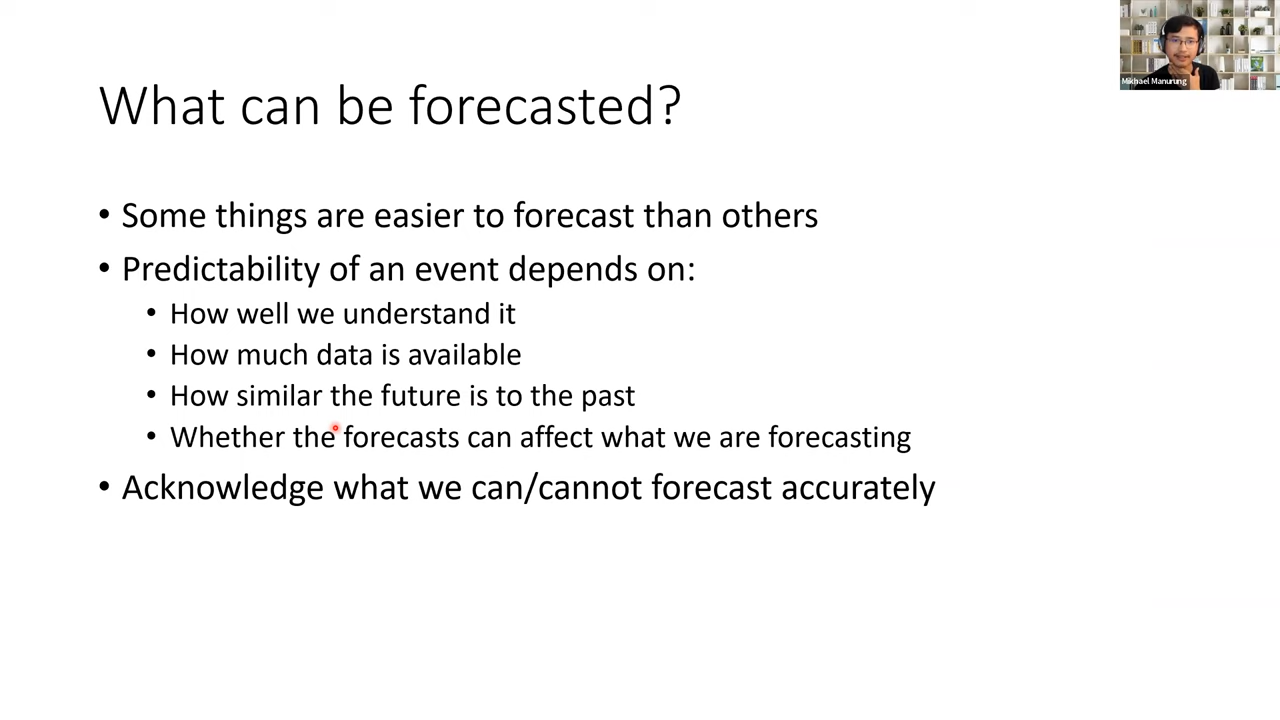 Mikhael Manurung
What can be forecasted?
• Some things are easier to forecast than others
• Predictability of an event depends on:
• How well we understand it
• How much data is available
• How similar the future is to the past
• Whether the forecasts can affect what we are forecasting
• Acknowledge what we can/cannot forecast accurately